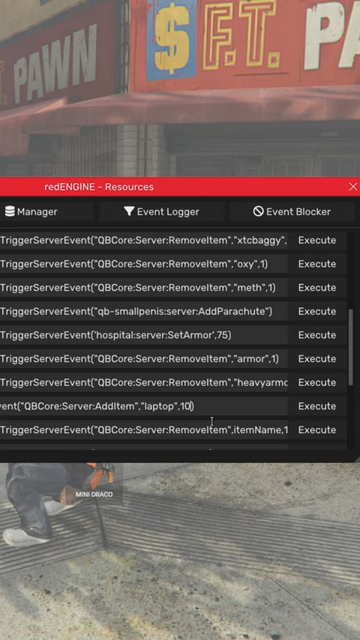 PAWN
$ F.T. PA
redENGINE - Resources
Manager
Event Logger
Event Blocker
TriggerServerEvent("QBCore:Server:RemoveItem","xtcbaggy", Execute
TriggerServerEvent("QBCore:Server:RemoveItem","oxy",1) Execute
TriggerServerEvent("QBCore:Server:RemoveItem","meth",1) Execute
TriggerServerEvent("qb-smallpenis:server:AddParachute") Execute
TriggerServerEvent('hospital:server:SetArmor',75) Execute
TriggerServerEvent("QBCore:Server:RemoveItem","armor",1) Execute
TriggerServerEvent("QBCore:Server:RemoveItem","heavyarmo Execute
vent("QBCore:Server:AddItem","laptop",10) Execute
TriggerServerEvent("QBCore:Server:RemoveItem",itemName,1 Execute
MINI DRACO